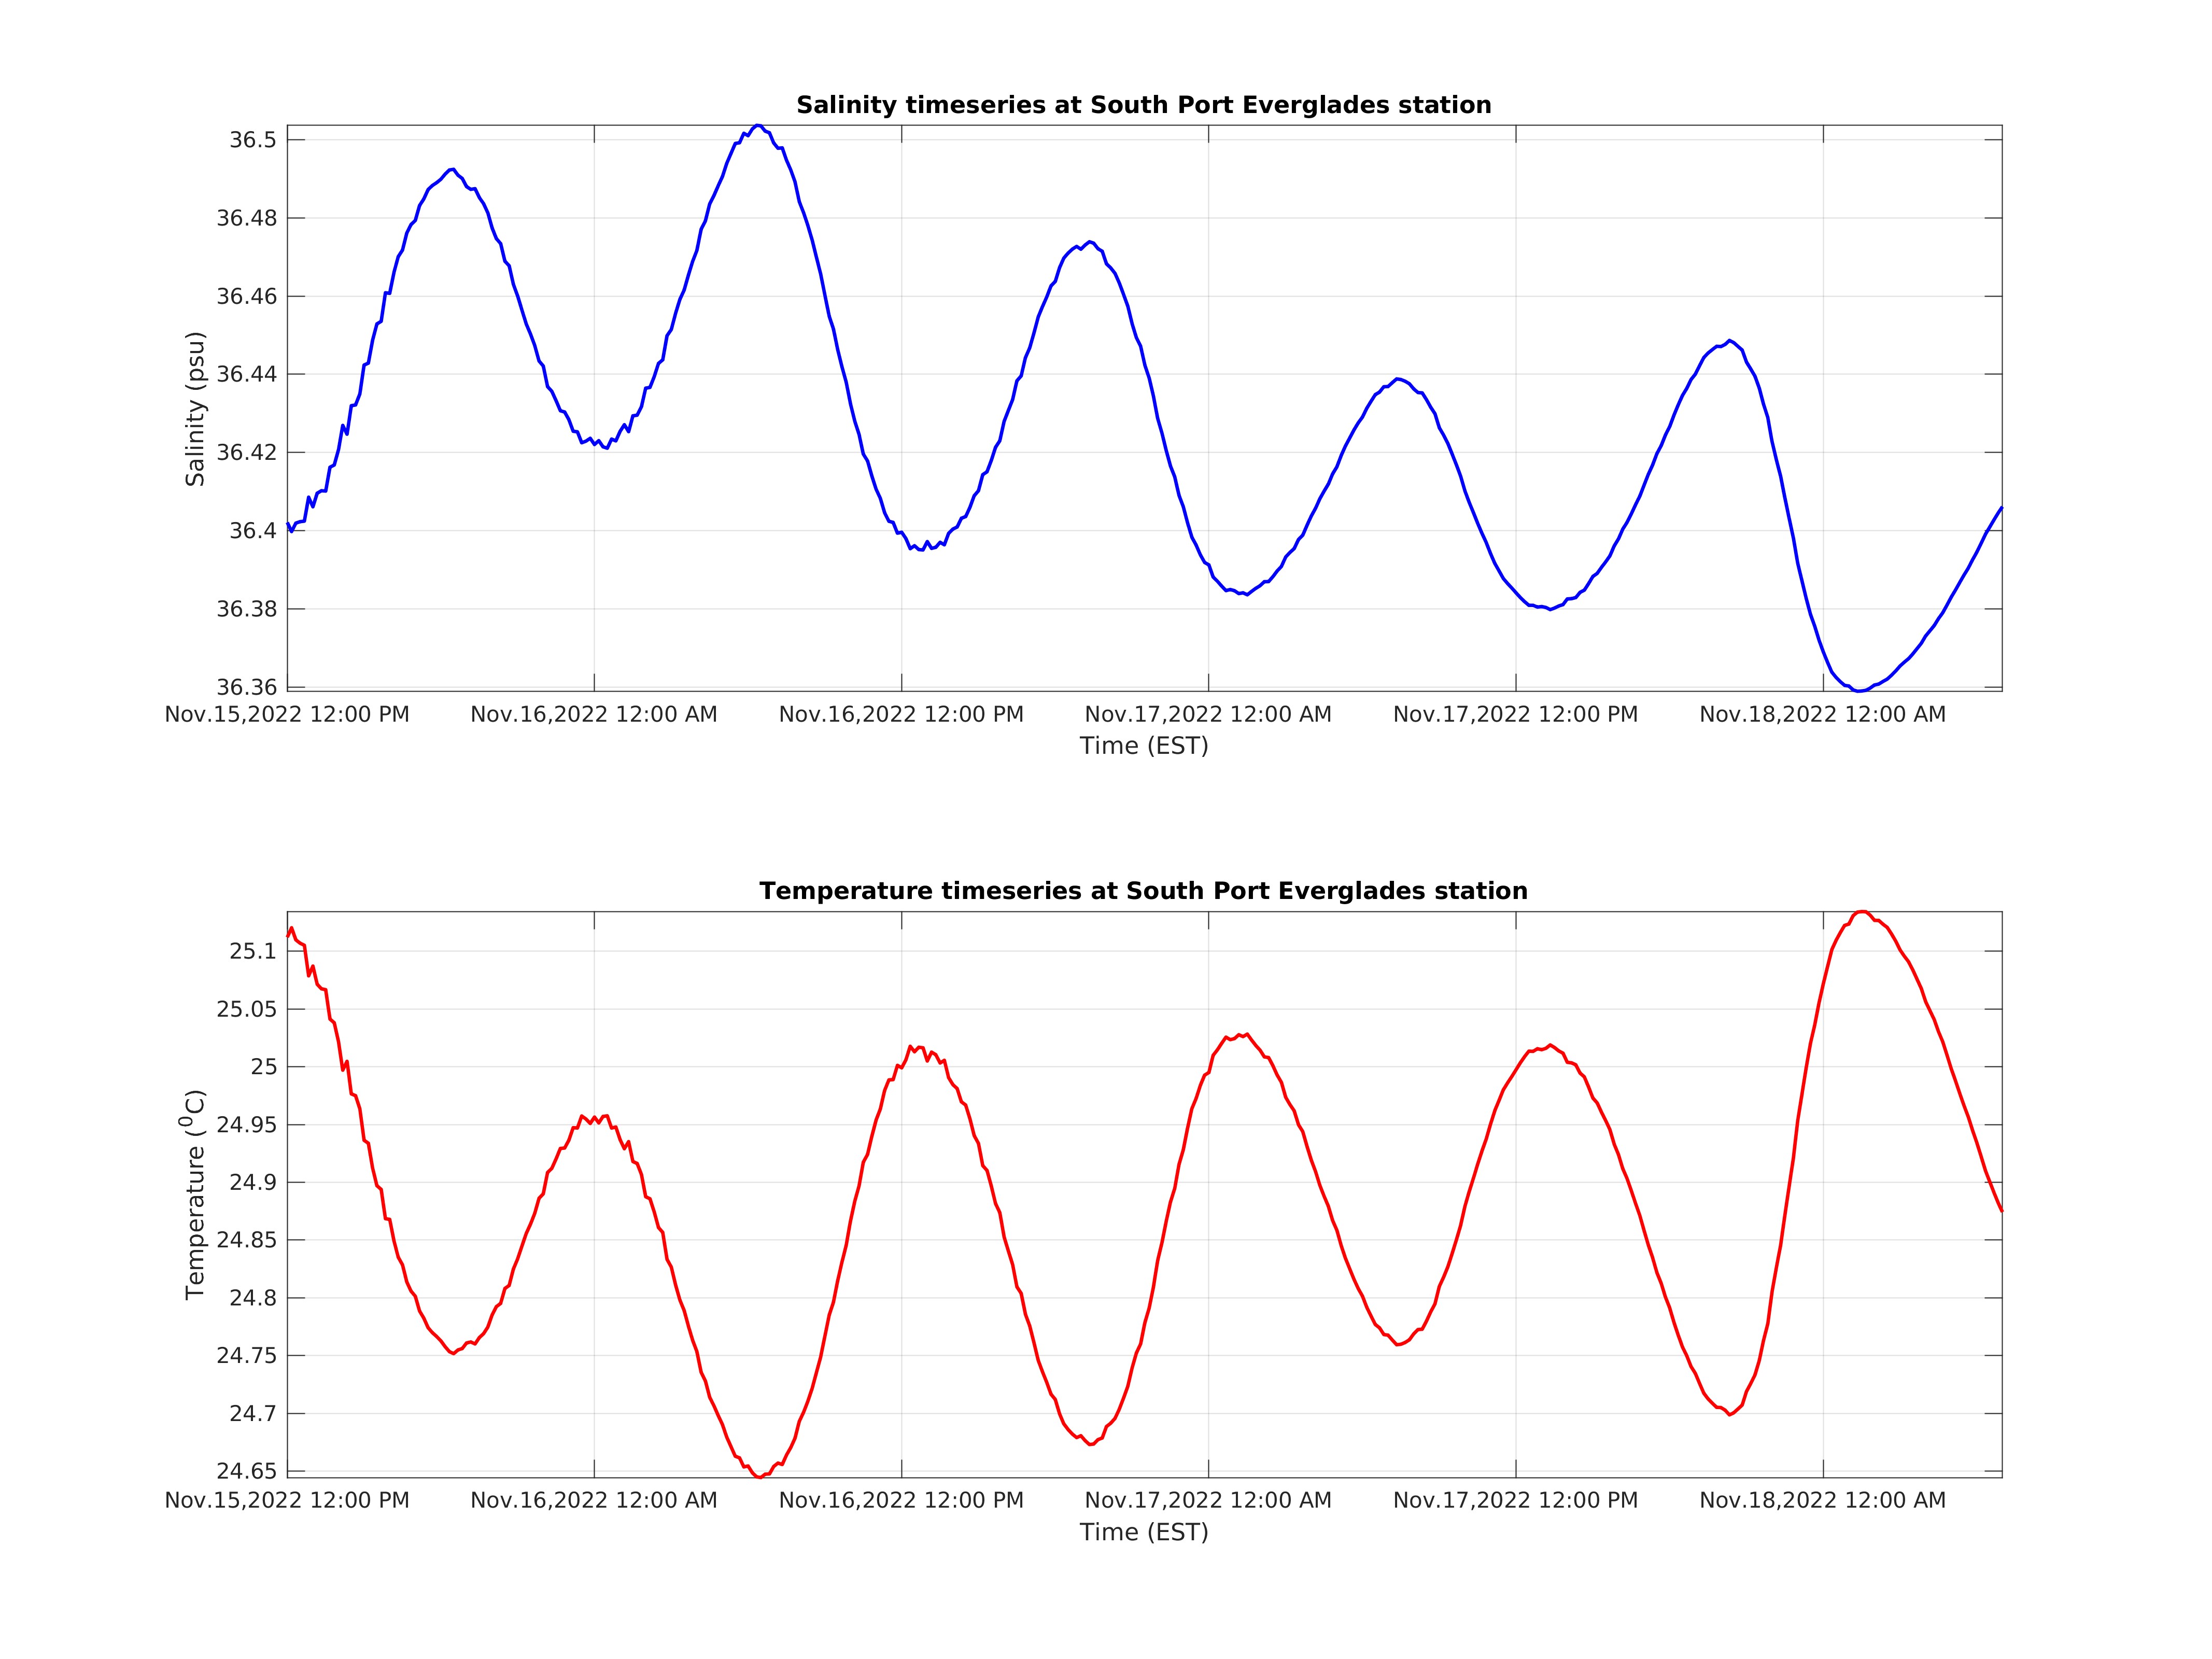 Salinity timeseries at South Port Everglades station
36.5
36.48
36.46
36.44
36.42
36.4
36.38
36.36
Salinity (psu)
Nov.15,2022 12:00 PM Nov.16,2022 12:00 AM Nov.16,2022 12:00 PM Nov.17,2022 12:00 AM Nov.17,2022 12:00 PM Nov.18,2022 12:00 AM
Time (EST)
Temperature timeseries at South Port Everglades station
25.1
25.05
25
24.95
24.9
24.85
24.8
24.75
24.7
24.65
Temperature (⁰C)
Nov.15,2022 12:00 PM Nov.16,2022 12:00 AM Nov.16,2022 12:00 PM Nov.17,2022 12:00 AM Nov.17,2022 12:00 PM Nov.18,2022 12:00 AM
Time (EST)